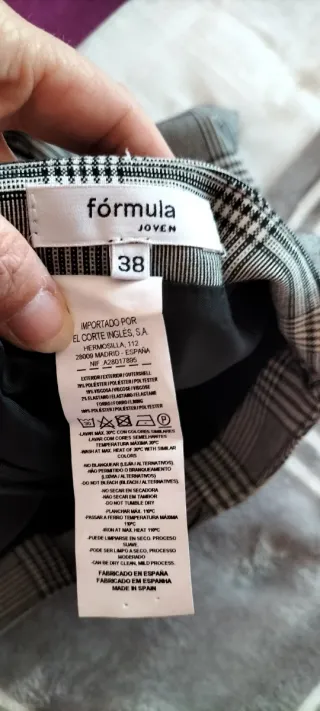 fórmula
JOVEN
38
IMPORTADO POR
EL CORTE INGLES, S.A.
HERMOSILLA, 112
28009 MADRID - ESPAÑA
NIF. A28017895
EXTERIOR/EXTERIOR/OUTERSHELL
79% POLIÉSTER/POLIÉSTER/POLYESTER
19% VISCOSA/VISCOSE/VISCOSE
2% ELASTANO/ELASTANO/ELASTANE
FORRO/FORRO/LINING
100% POLIÉSTER/POLIÉSTER/POLYESTER
-LAVAR MÁX. 30ºC CON COLORES SIMILARES
-LAVAR COM CORES SEMELHANTES
TEMPERATURA MÁXIMA 30ºC
-WASH AT MAX. HEAT OF 30ºC WITH SIMILAR
COLORS
-NO BLANQUEAR (LEJÍA / ALTERNATIVOS)
-NÃO PERMITIDO O BRANQUEAMENTO
(LIXÍVIA / ALTERNATIVOS)
-DO NOT BLEACH (BLEACH / ALTERNATIVES)
-NO SECAR EN SECADORA
-NÃO SECAR EM TAMBOR
-DO NOT TUMBLE DRY
-PLANCHAR MÁX. 110ºC
-PASSAR A FERRO TEMPERATURA MÁXIMA
110ºC
-IRON AT MAX. HEAT 110ºC
-PUEDE LIMPIARSE EN SECO, PROCESO
SUAVE.
-PODE SER LIMPO A SECO, PROCESSO
MODERADO
-CAN BE DRY CLEAN, MILD PROCESS.
FABRICADO EN ESPAÑA
FABRICADO EM ESPANHA
MADE IN SPAIN